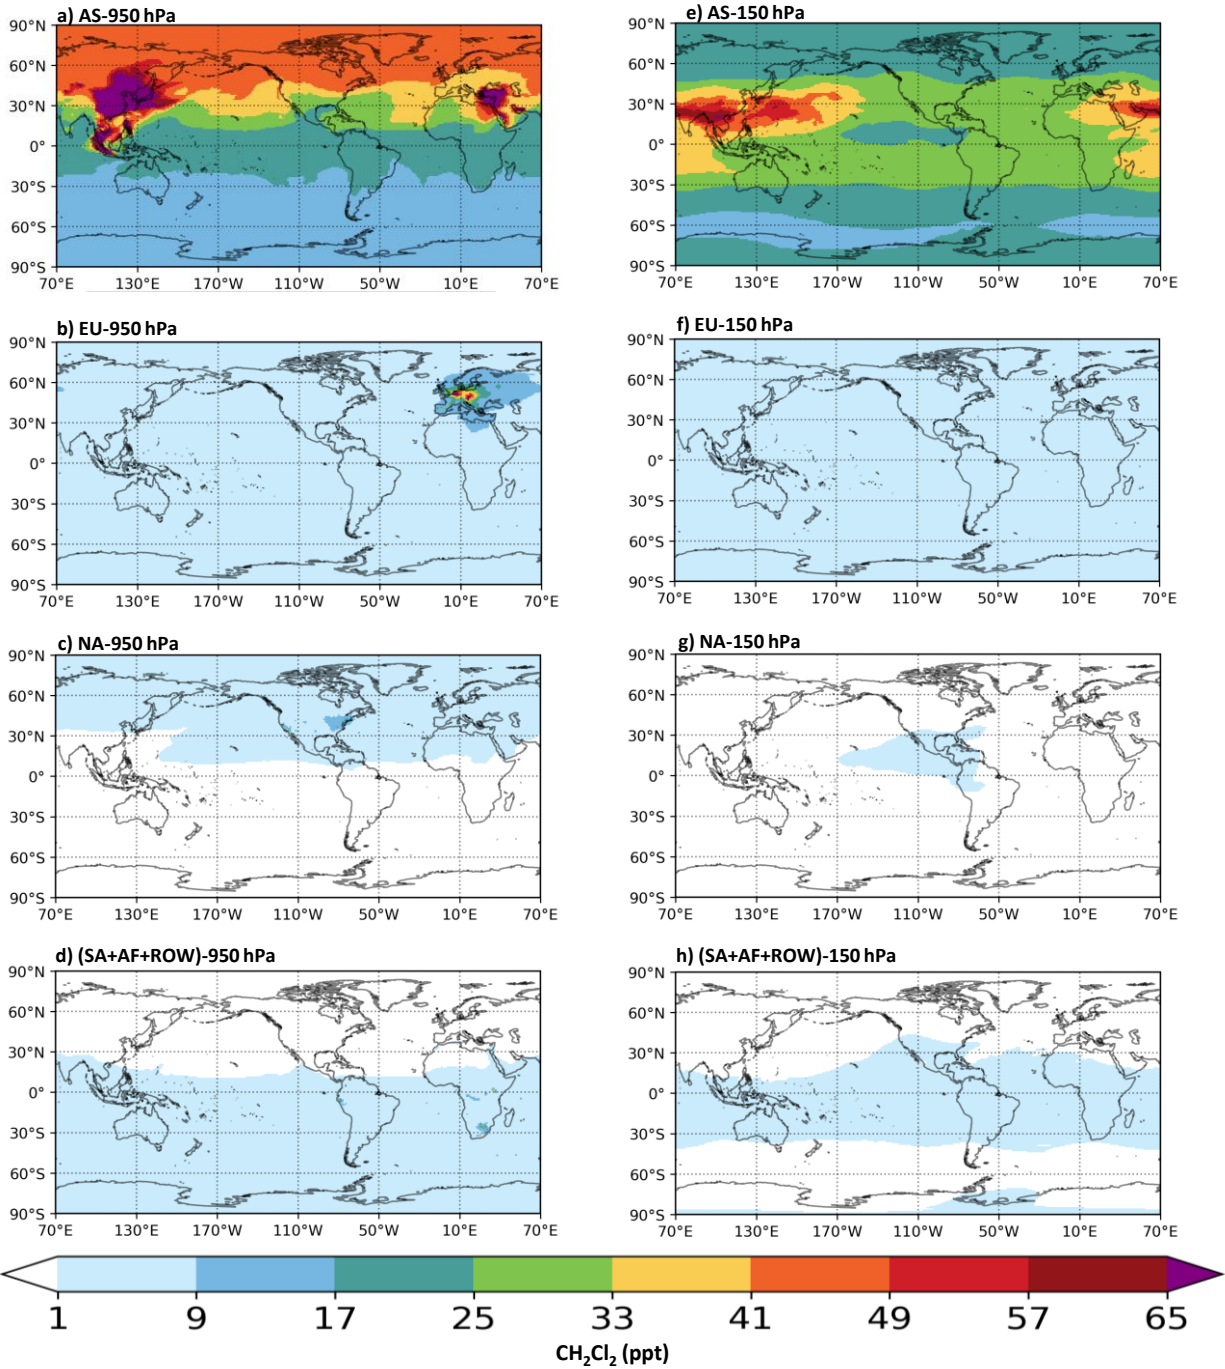 a) AS-950 hPa
90°N
60°N
30°N
0°
30°S
60°S
90°S
70°E 130°E 170°W 110°W 50°W 10°E 70°E
e) AS-150 hPa
90°N
60°N
30°N
0°
30°S
60°S
90°S
70°E 130°E 170°W 110°W 50°W 10°E 70°E
b) EU-950 hPa
90°N
60°N
30°N
0°
30°S
60°S
90°S
70°E 130°E 170°W 110°W 50°W 10°E 70°E
f) EU-150 hPa
90°N
60°N
30°N
0°
30°S
60°S
90°S
70°E 130°E 170°W 110°W 50°W 10°E 70°E
c) NA-950 hPa
90°N
60°N
30°N
0°
30°S
60°S
90°S
70°E 130°E 170°W 110°W 50°W 10°E 70°E
g) NA-150 hPa
90°N
60°N
30°N
0°
30°S
60°S
90°S
70°E 130°E 170°W 110°W 50°W 10°E 70°E
d) (SA+AF+ROW)-950 hPa
90°N
60°N
30°N
0°
30°S
60°S
90°S
70°E 130°E 170°W 110°W 50°W 10°E 70°E
h) (SA+AF+ROW)-150 hPa
90°N
60°N
30°N
0°
30°S
60°S
90°S
70°E 130°E 170°W 110°W 50°W 10°E 70°E
1 9 17 25 33 41 49 57 65
CH₂Cl₂ (ppt)